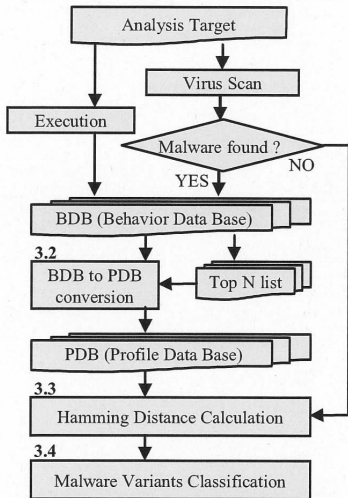 Analysis Target
Virus Scan
Execution
Malware found ?
NO
YES
BDB (Behavior Data Base)
3.2
BDB to PDB
conversion
Top N list
PDB (Profile Data Base)
3.3
Hamming Distance Calculation
3.4
Malware Variants Classification